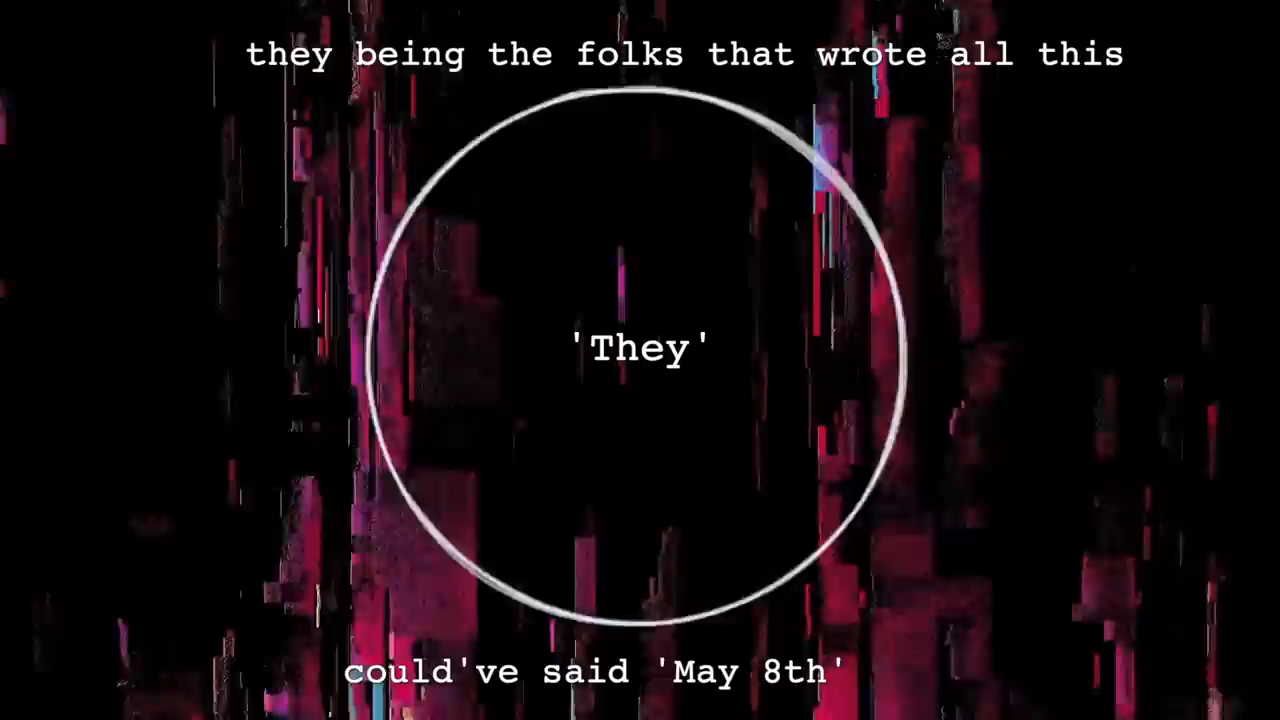 they being the folks that wrote all this
'They'
could've said 'May 8th'